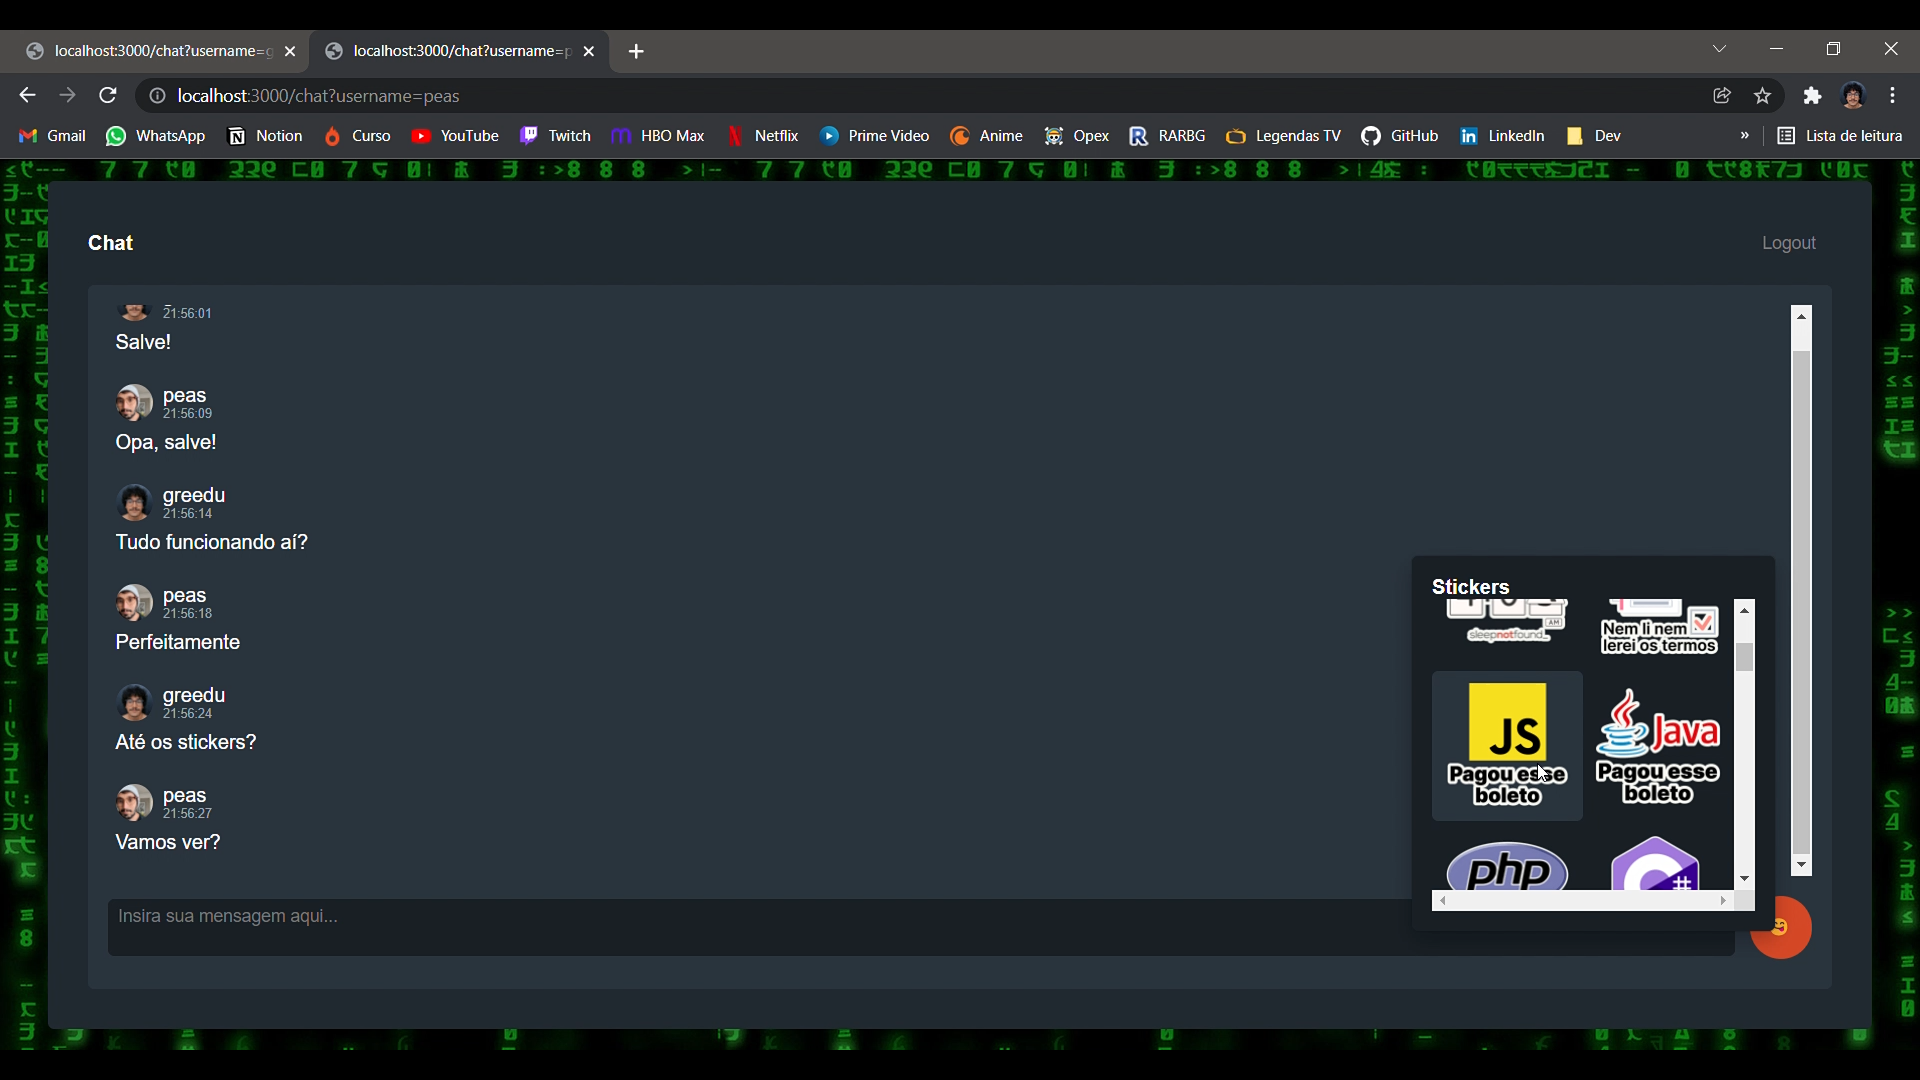 localhost:3000/chat?username=g
localhost:3000/chat?username=p
localhost:3000/chat?username=peas
Gmail
WhatsApp
Notion
Curso
YouTube
Twitch
HBO Max
Netflix
Prime Video
Anime
Opex
RARBG
Legendas TV
GitHub
LinkedIn
Dev
»
Lista de leitura
Chat
Logout
21:56:01
Salve!
peas
21:56:09
Opa, salve!
greedu
21:56:14
Tudo funcionando aí?
peas
21:56:18
Perfeitamente
greedu
21:56:24
Até os stickers?
peas
21:56:27
Vamos ver?
Insira sua mensagem aqui...
Stickers
AM
sleepnotfound...
Nem li nem
lerei os termos
JS
Pagou esse
boleto
Java
Pagou esse
boleto
php
C#